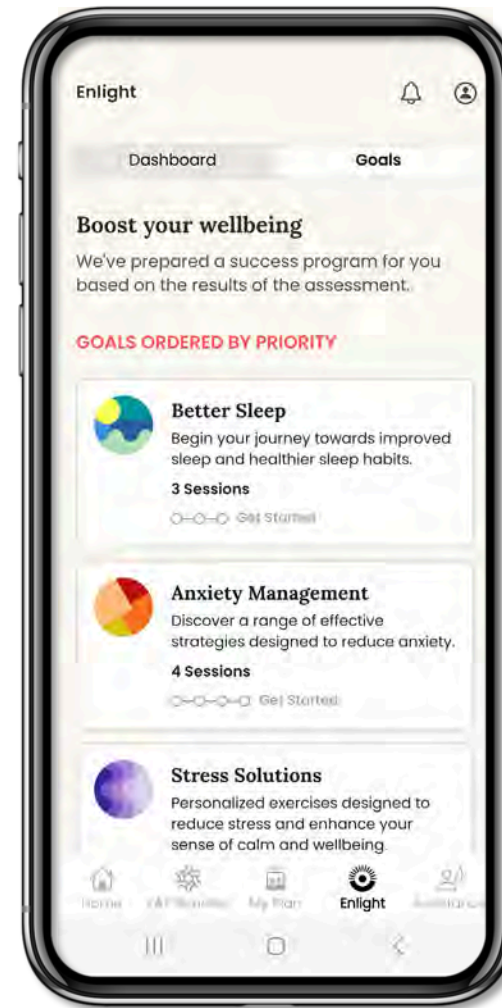 Enlight
Dashboard
Goals
Boost your wellbeing
We've prepared a success program for you
based on the results of the assessment.
GOALS ORDERED BY PRIORITY
Better Sleep
Begin your journey towards improved
sleep and healthier sleep habits.
3 Sessions
Get Started
Anxiety Management
Discover a range of effective
strategies designed to reduce anxiety.
4 Sessions
Get Started
Stress Solutions
Personalized exercises designed to
reduce stress and enhance your
sense of calm and wellbeing.
Home
My Plan
Enlight